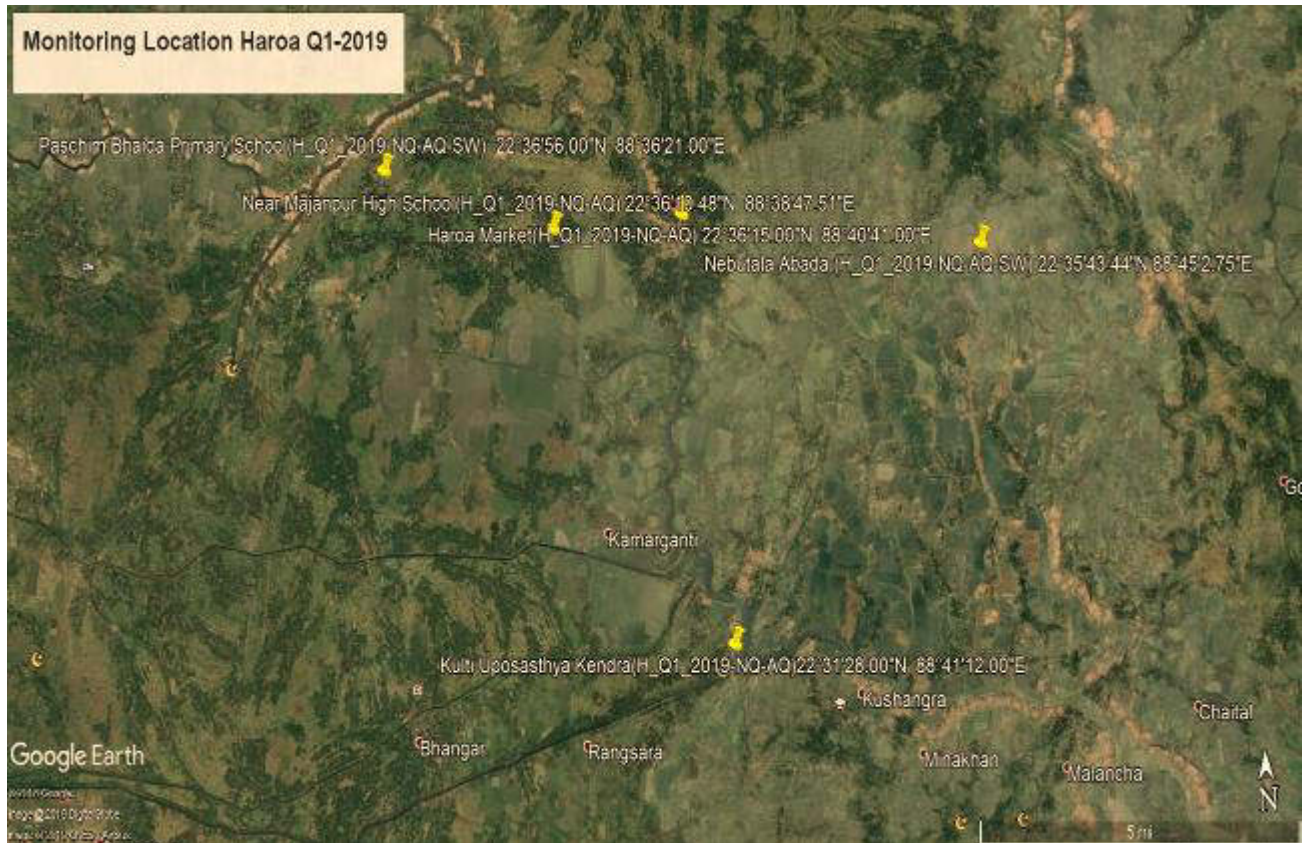 Monitoring Location Haroa Q1-2019
Paschim Bhaida Primary School(H_Q1_2019-NQ-AQ-SW) 22°36'56.00"N 88°36'21.00"E
Near Majanpur High School(H_Q1_2019-NQ-AQ) 88°38'47.51"E
Haroa Market(H_Q1_2019-NQ-AQ) 22°36'15.00"N 88°40'41.00"E
Nebutala Abada (H_Q1_2019-NQ-AQ-SW) 22°35'43.44"N 88°45'2.75"E
Go
Kamarganti
Kulti Uposasthya Kendra(H_Q1_2019-NQ-AQ)22°31'28.00"N 88°41'12.00"E
Kushangra
Chaital
Bhangar
Rangsara
Minakhan
Malancha
Google Earth
N
5 mi